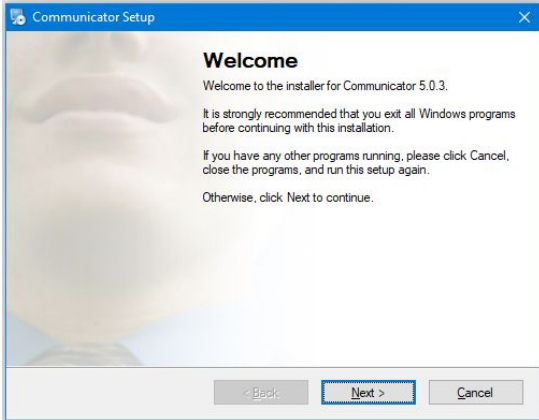 Communicator Setup
Welcome
Welcome to the installer for Communicator 5.0.3.
It is strongly recommended that you exit all Windows programs
before continuing with this installation.
If you have any other programs running, please click Cancel,
close the programs, and run this setup again.
Otherwise, click Next to continue.
< Back Next > Cancel